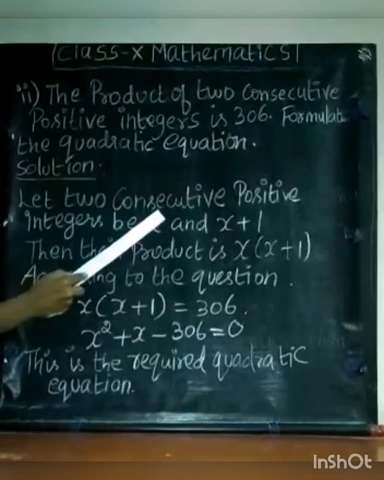 Class-X Mathematics
ii) The Product of two Consecutive
Positive integers is 306. Formulate
the quadratic equation.
Solution:
Let two Consecutive Positive
Integers be and x+1
Then their Product is x(x+1)
According to the question.
x(x+1) = 306.
x²+x-306=0
This is the required quadratic
equation.
InShOt